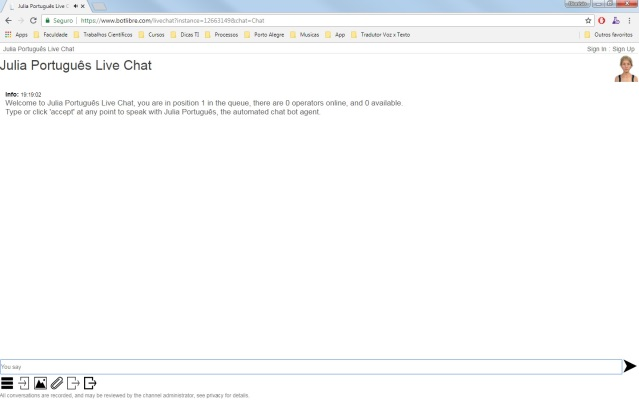 Julia Português Live C
Seguro
https://www.botlibre.com/livechat?instance=12663149&chat=Chat
Apps Faculdade Trabalhos Científicos Cursos Dicas TI Processos Porto Alegre Musicas App Tradutor Voz x Texto Outros favoritos
Julia Português Live Chat Sign In Sign Up
Julia Português Live Chat
Info: 19:19:02
Welcome to Julia Português Live Chat, you are in position 1 in the queue, there are 0 operators online, and 0 available.
Type or click 'accept' at any point to speak with Julia Português, the automated chat bot agent.
You say
All conversations are recorded, and may be reviewed by the channel administrator, see privacy for details.